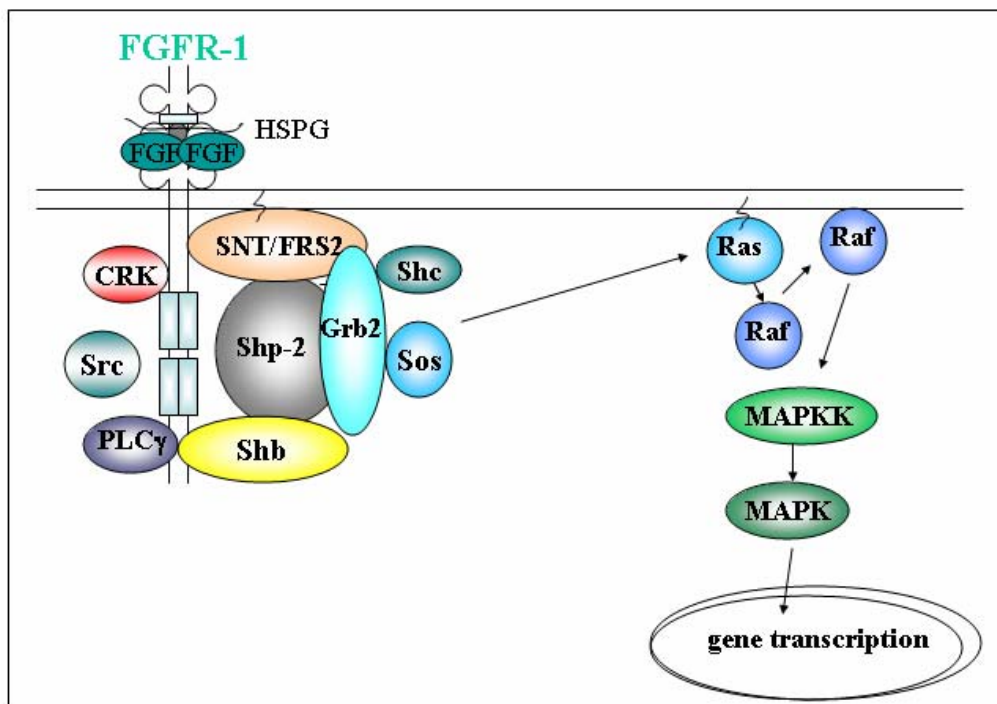 FGFR-1
HSPG
FGF FGF
SNT/FRS2
CRK
Shc
Grb2
Shp-2
Src
Sos
PLCγ
Shb
Ras
Raf
Raf
MAPKK
MAPK
gene transcription